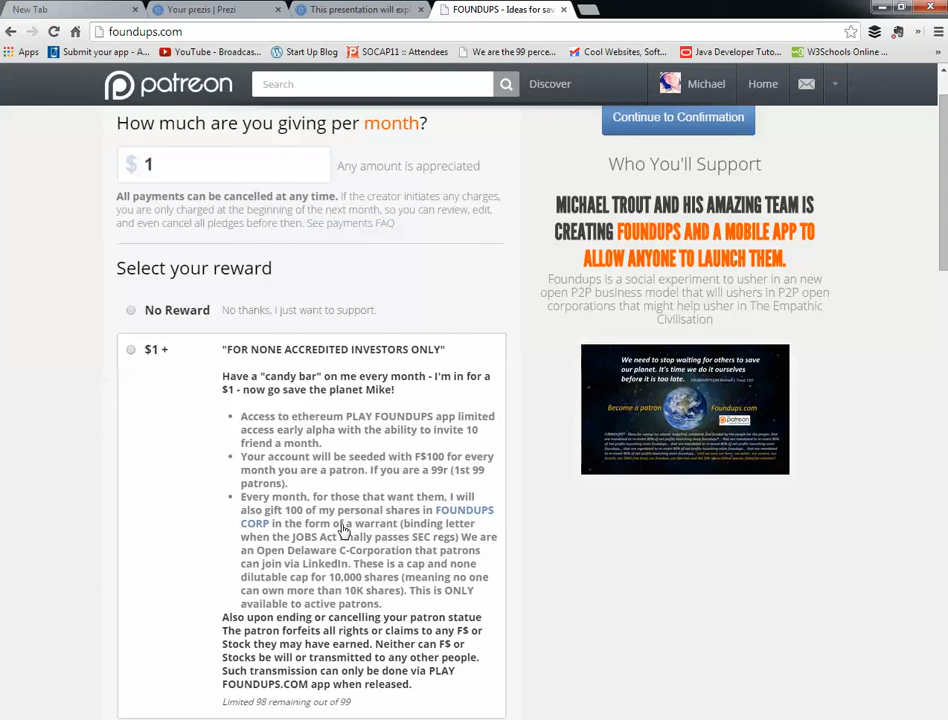 New Tab
Your prezis | Prezi
This presentation will expl
FOUNDUPS - Ideas for sav
foundups.com
Apps
Submit your app - A...
YouTube - Broadcas...
Start Up Blog
SOCAP11 :: Attendees
We are the 99 perce...
Cool Websites, Soft...
Java Developer Tuto...
W3Schools Online ...
patreon
Search
Discover
Michael
Home
How much are you giving per month?
$ 1
Any amount is appreciated
All payments can be cancelled at any time. If the creator initiates any charges,
you are only charged at the beginning of the next month, so you can review, edit,
and even cancel all pledges before then. See payments FAQ
Select your reward
No Reward No thanks, I just want to support.
$1 + "FOR NONE ACCREDITED INVESTORS ONLY"
Have a "candy bar" on me every month - I'm in for a
$1 - now go save the planet Mike!
Access to ethereum PLAY FOUNDUPS app limited
access early alpha with the ability to invite 10
friend a month.
Your account will be seeded with F$100 for every
month you are a patron. If you are a 99r (1st 99
patrons).
Every month, for those that want them, I will
also gift 100 of my personal shares in FOUNDUPS
CORP in the form of a warrant (binding letter
when the JOBS Act finally passes SEC regs) We are
an Open Delaware C-Corporation that patrons
can join via LinkedIn. These is a cap and none
dilutable cap for 10,000 shares (meaning no one
can own more than 10K shares). This is ONLY
available to active patrons.
Also upon ending or cancelling your patron statue
The patron forfeits all rights or claims to any F$ or
Stock they may have earned. Neither can F$ or
Stocks be will or transmitted to any other people.
Such transmission can only be done via PLAY
FOUNDUPS.COM app when released.
Limited 98 remaining out of 99
Continue to Confirmation
Who You'll Support
MICHAEL TROUT AND HIS AMAZING TEAM IS
CREATING FOUNDUPS AND A MOBILE APP TO
ALLOW ANYONE TO LAUNCH THEM.
Foundups is a social experiment to usher in an new
open P2P business model that will ushers in P2P open
corporations that might help usher in The Empathic
Civilisation
We need to stop waiting for others to save
our planet. It's time we do it ourselves
before it is too late.
Become a patron
Foundups.com
patreon